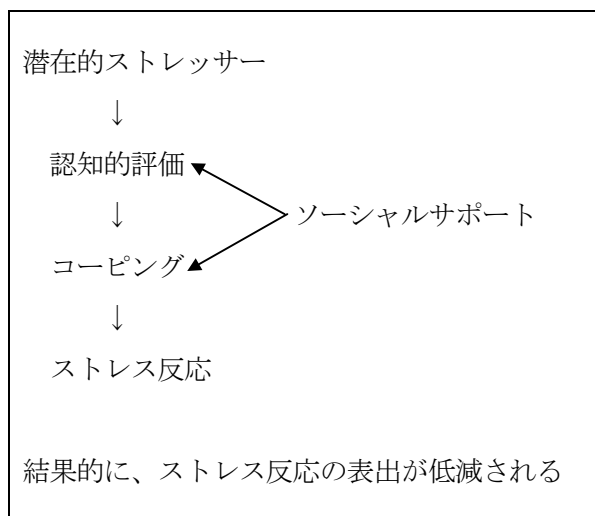 潜在的ストレッサー
↓
認知的評価
↓
ソーシャルサポート
コーピング
↓
ストレス反応
結果的に、ストレス反応の表出が低減される